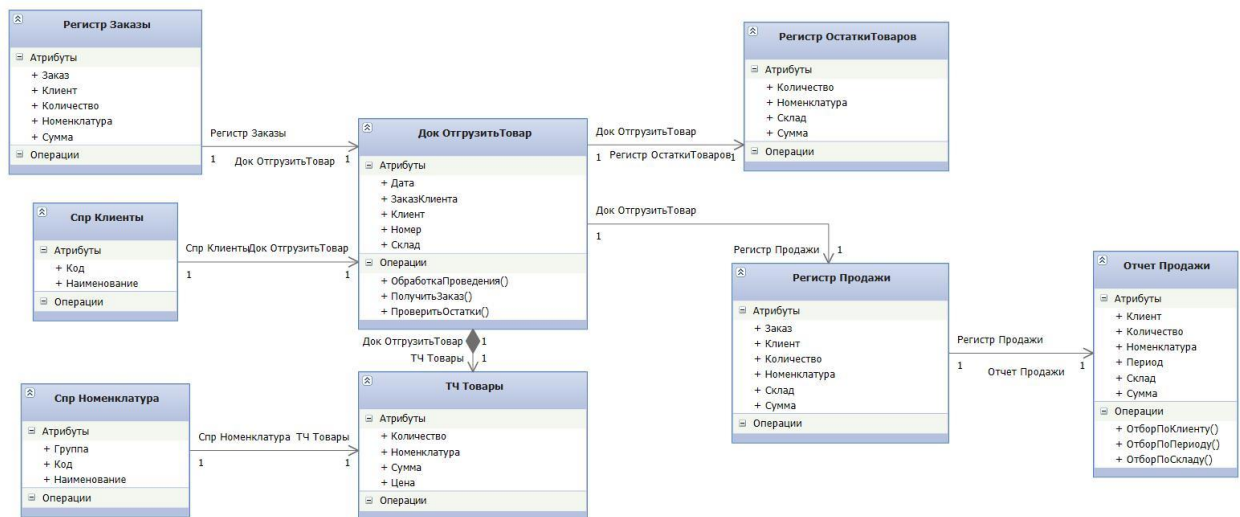 Регистр Заказы
Атрибуты
+ Заказ
+ Клиент
+ Количество
+ Номенклатура
+ Сумма
Операции
Регистр Заказы
1 Док ОтгрузитьТовар 1
Спр Клиенты
Атрибуты
+ Код
+ Наименование
Операции
Спр Клиенты Док ОтгрузитьТовар
1 1
Спр Номенклатура
Атрибуты
+ Группа
+ Код
+ Наименование
Операции
Спр Номенклатура ТЧ Товары
1 1
Док ОтгрузитьТовар
Атрибуты
+ Дата
+ ЗаказКлиента
+ Клиент
+ Номер
+ Склад
Операции
+ ОбработкаПроведения()
+ ПолучитьЗаказ()
+ ПроверитьОстатки()
Док ОтгрузитьТовар 1
ТЧ Товары 1
ТЧ Товары
Атрибуты
+ Количество
+ Номенклатура
+ Сумма
+ Цена
Операции
Док ОтгрузитьТовар
1 Регистр ОстаткиТоваров 1
Регистр ОстаткиТоваров
Атрибуты
+ Количество
+ Номенклатура
+ Склад
+ Сумма
Операции
Док ОтгрузитьТовар
1
Регистр Продажи 1
Регистр Продажи
Атрибуты
+ Заказ
+ Клиент
+ Количество
+ Номенклатура
+ Склад
+ Сумма
Операции
Регистр Продажи
1 Отчет Продажи 1
Отчет Продажи
Атрибуты
+ Клиент
+ Количество
+ Номенклатура
+ Период
+ Склад
+ Сумма
Операции
+ ОтборПоКлиенту()
+ ОтборПоПериоду()
+ ОтборПоСкладу()